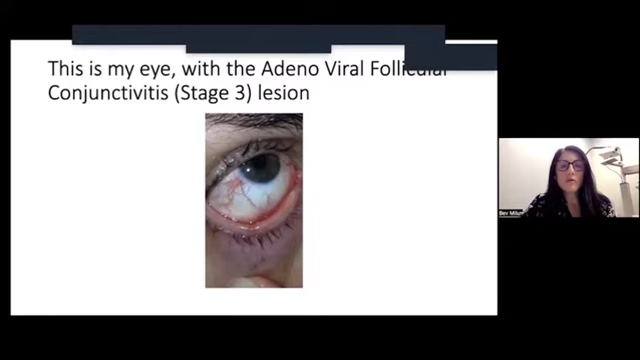 This is my eye, with the Adeno Viral Follicular
Conjunctivitis (Stage 3) lesion